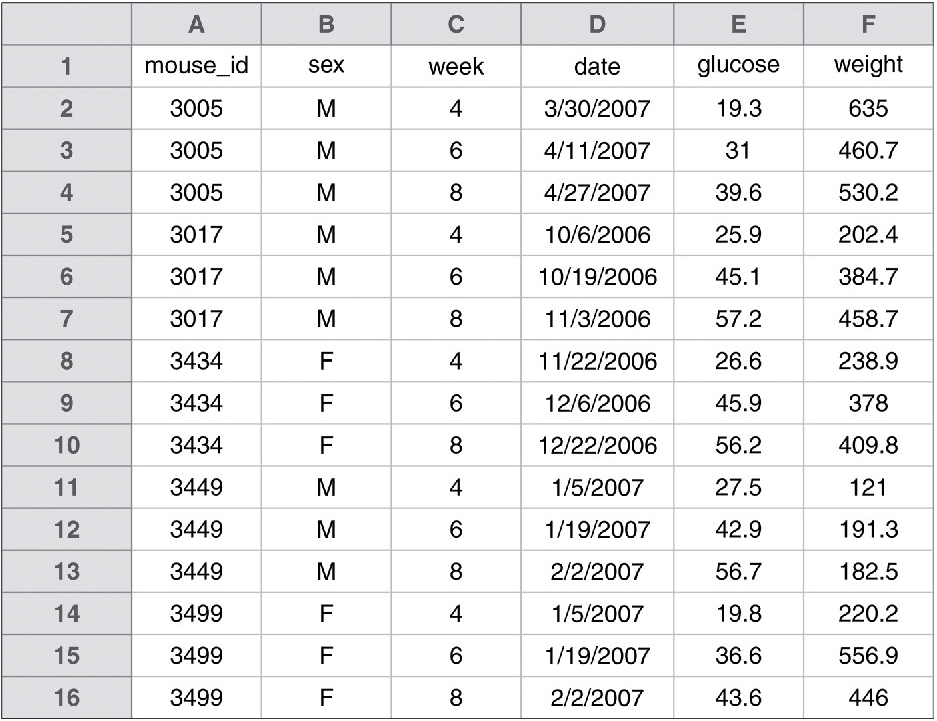 A B C D E F
1 mouse_id sex week date glucose weight
2 3005 M 4 3/30/2007 19.3 635
3 3005 M 6 4/11/2007 31 460.7
4 3005 M 8 4/27/2007 39.6 530.2
5 3017 M 4 10/6/2006 25.9 202.4
6 3017 M 6 10/19/2006 45.1 384.7
7 3017 M 8 11/3/2006 57.2 458.7
8 3434 F 4 11/22/2006 26.6 238.9
9 3434 F 6 12/6/2006 45.9 378
10 3434 F 8 12/22/2006 56.2 409.8
11 3449 M 4 1/5/2007 27.5 121
12 3449 M 6 1/19/2007 42.9 191.3
13 3449 M 8 2/2/2007 56.7 182.5
14 3499 F 4 1/5/2007 19.8 220.2
15 3499 F 6 1/19/2007 36.6 556.9
16 3499 F 8 2/2/2007 43.6 446